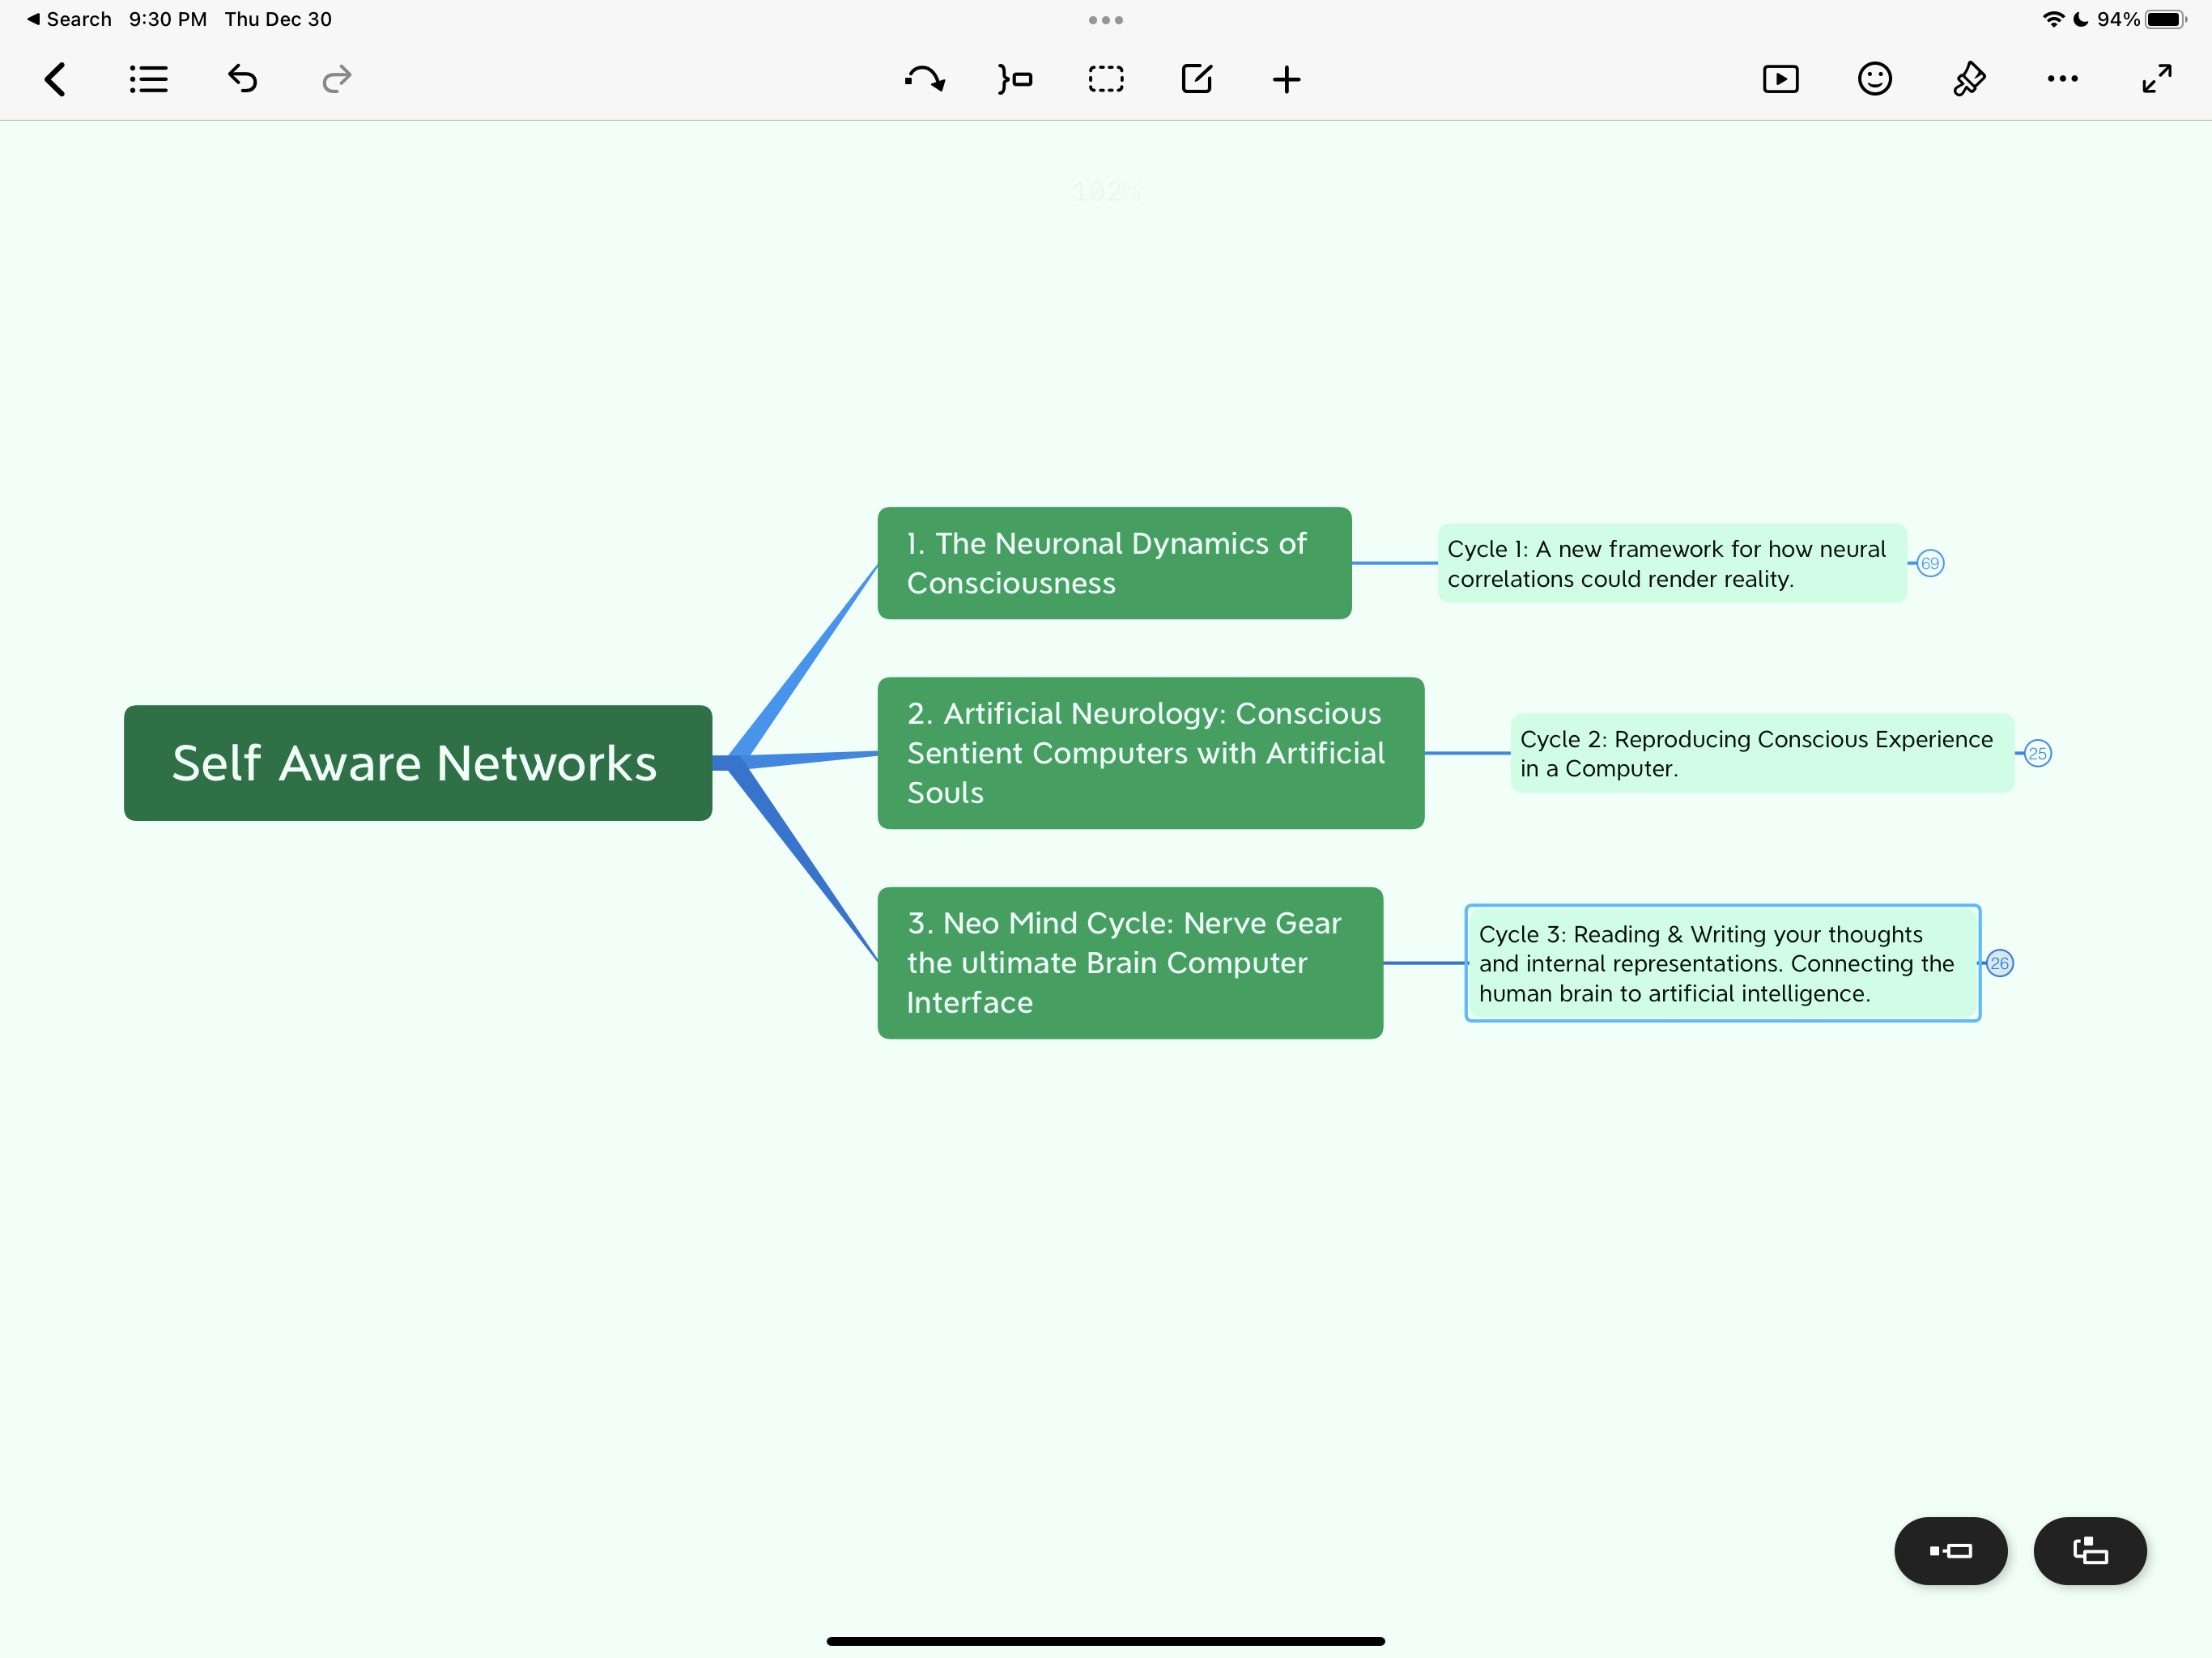 Search 9:30 PM Thu Dec 30
94%
102%
1. The Neuronal Dynamics of
Consciousness
Cycle 1: A new framework for how neural
correlations could render reality.
69
Self Aware Networks
2. Artificial Neurology: Conscious
Sentient Computers with Artificial
Souls
Cycle 2: Reproducing Conscious Experience
in a Computer.
25
3. Neo Mind Cycle: Nerve Gear
the ultimate Brain Computer
Interface
Cycle 3: Reading & Writing your thoughts
and internal representations. Connecting the
human brain to artificial intelligence.
26